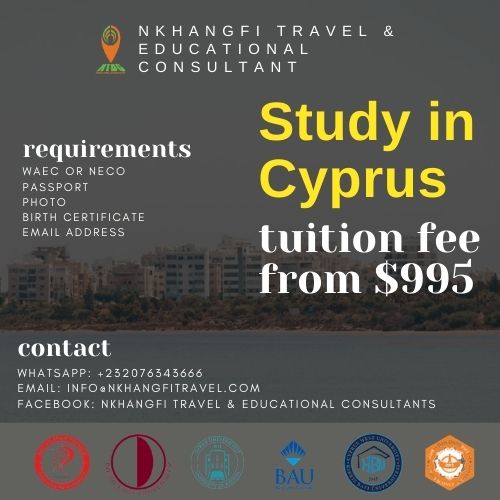 NKHANGFI TRAVEL &
EDUCATIONAL
CONSULTANT
Study in
Cyprus
tuition fee
from $995
requirements
WAEC OR NECO
PASSPORT
PHOTO
BIRTH CERTIFICATE
EMAIL ADDRESS
contact
WHATSAPP: +232076343666
EMAIL: INFO@NKHANGFITRAVEL.COM
FACEBOOK: NKHANGFI TRAVEL & EDUCATIONAL CONSULTANTS
BAU